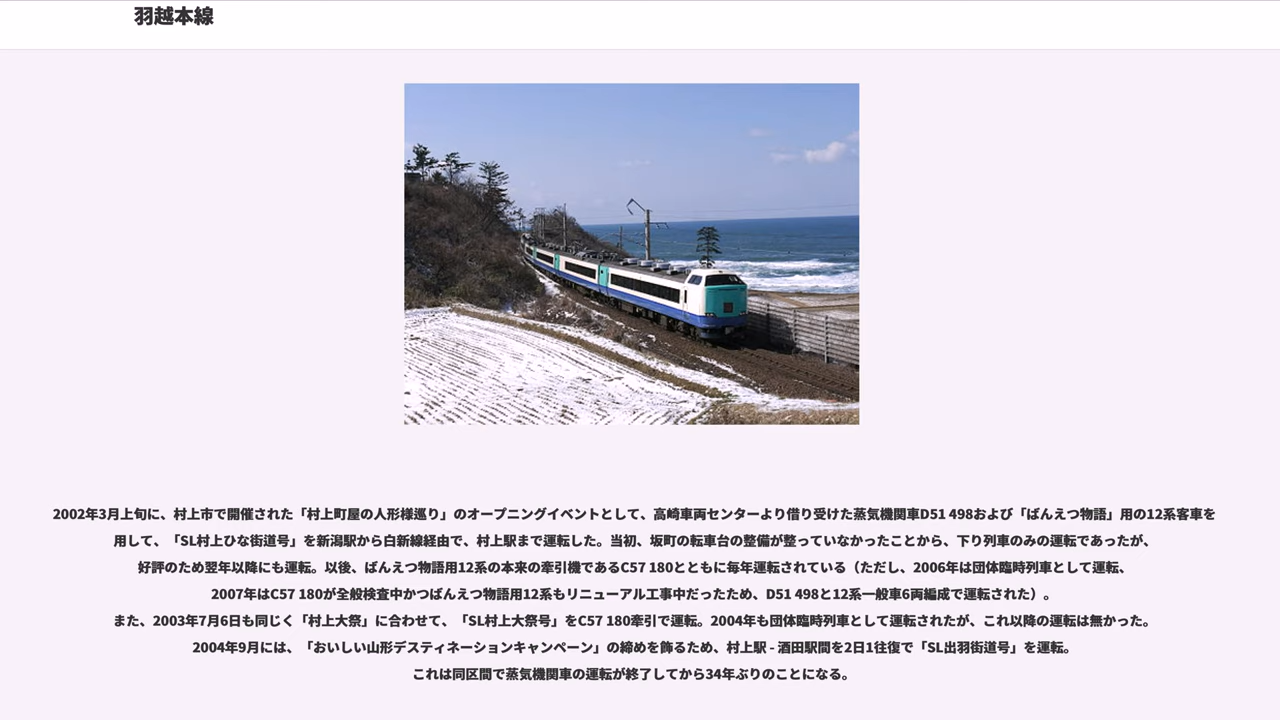 羽越本線
2002年3月上旬に、村上市で開催された「村上町屋の人形様巡り」のオープニングイベントとして、高崎車両センターより借り受けた蒸気機関車D51 498および「ばんえつ物語」用の12系客車を
用して、「SL村上ひな街道号」を新潟駅から白新線経由で、村上駅まで運転した。当初、坂町の転車台の整備が整っていなかったことから、下り列車のみの運転であったが、
好評のため翌年以降にも運転。以後、ばんえつ物語用12系の本来の牽引機であるC57 180とともに毎年運転されている（ただし、2006年は団体臨時列車として運転、
2007年はC57 180が全般検査中かつばんえつ物語用12系もリニューアル工事中だったため、D51 498と12系一般車6両編成で運転された）。
また、2003年7月6日も同じく「村上大祭」に合わせて、「SL村上大祭号」をC57 180牽引で運転。2004年も団体臨時列車として運転されたが、これ以降の運転は無かった。
2004年9月には、「おいしい山形デスティネーションキャンペーン」の締めを飾るため、村上駅 - 酒田駅間を2日1往復で「SL出羽街道号」を運転。
これは同区間で蒸気機関車の運転が終了してから34年ぶりのことになる。